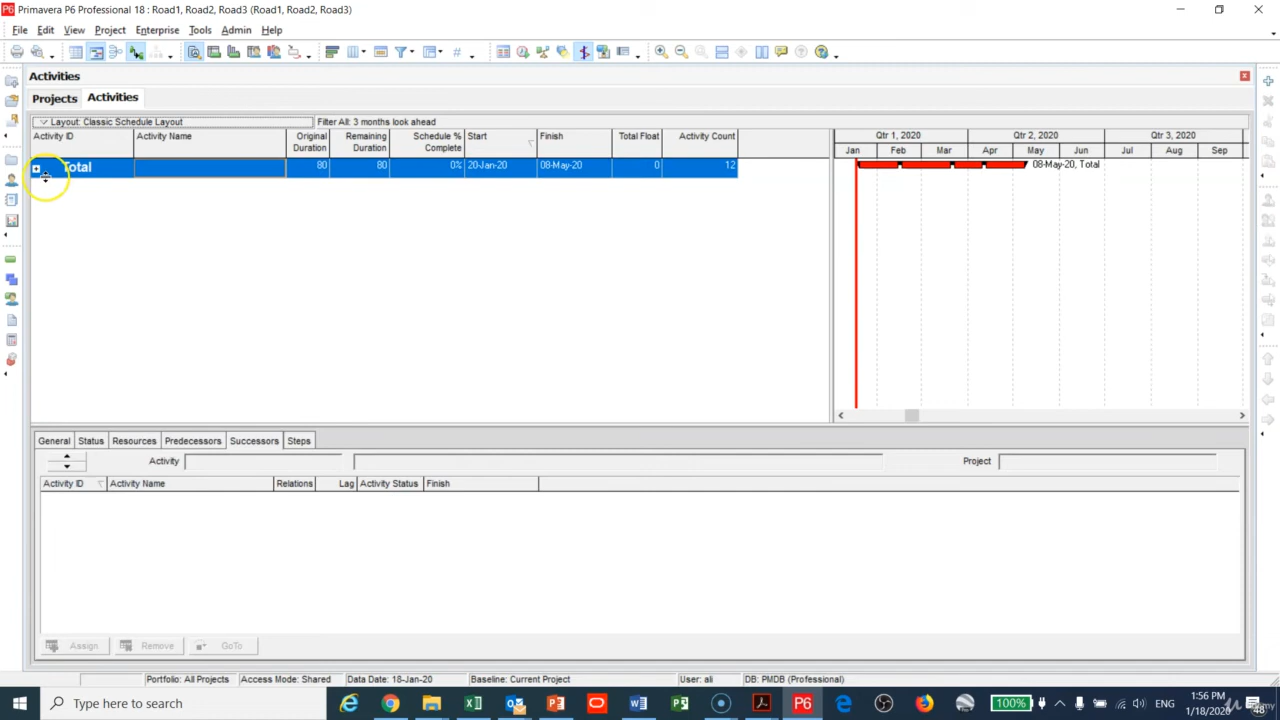 P6 Primavera P6 Professional 18 : Road1, Road2, Road3 (Road1, Road2, Road3)
File Edit View Project Enterprise Tools Admin Help
Activities
Projects Activities
Layout: Classic Schedule Layout Filter All: 3 months look ahead
Activity ID Activity Name Original Duration Remaining Duration Schedule % Complete Start Finish Total Float Activity Count
Qtr 1, 2020 Qtr 2, 2020 Qtr 3, 2020
Jan Feb Mar Apr May Jun Jul Aug Sep
Total 80 80 0% 20-Jan-20 08-May-20 0 12
08-May-20, Total
General Status Resources Predecessors Successors Steps
Activity Project
Activity ID Activity Name Relations Lag Activity Status Finish
Assign Remove GoTo
Portfolio: All Projects Access Mode: Shared Data Date: 18-Jan-20 Baseline: Current Project User: ali DB: PMDB (Professional)
Type here to search
P6
100%
ENG
1:56 PM
1/18/2020
48